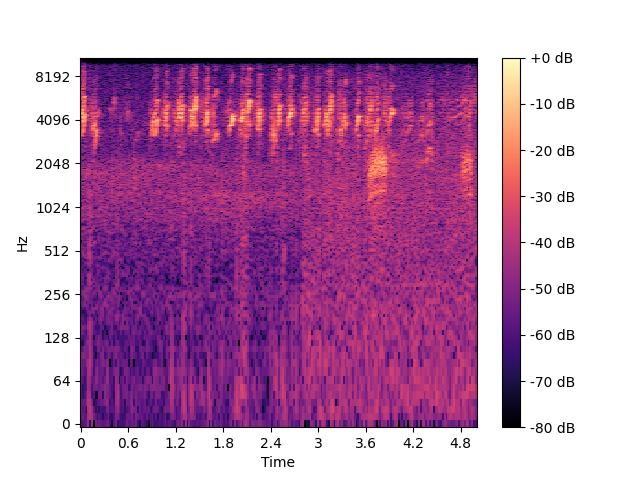 8192
4096
2048
1024
512
256
128
64
0
Hz
0 0.6 1.2 1.8 2.4 3 3.6 4.2 4.8
Time
+0 dB
-10 dB
-20 dB
-30 dB
-40 dB
-50 dB
-60 dB
-70 dB
-80 dB